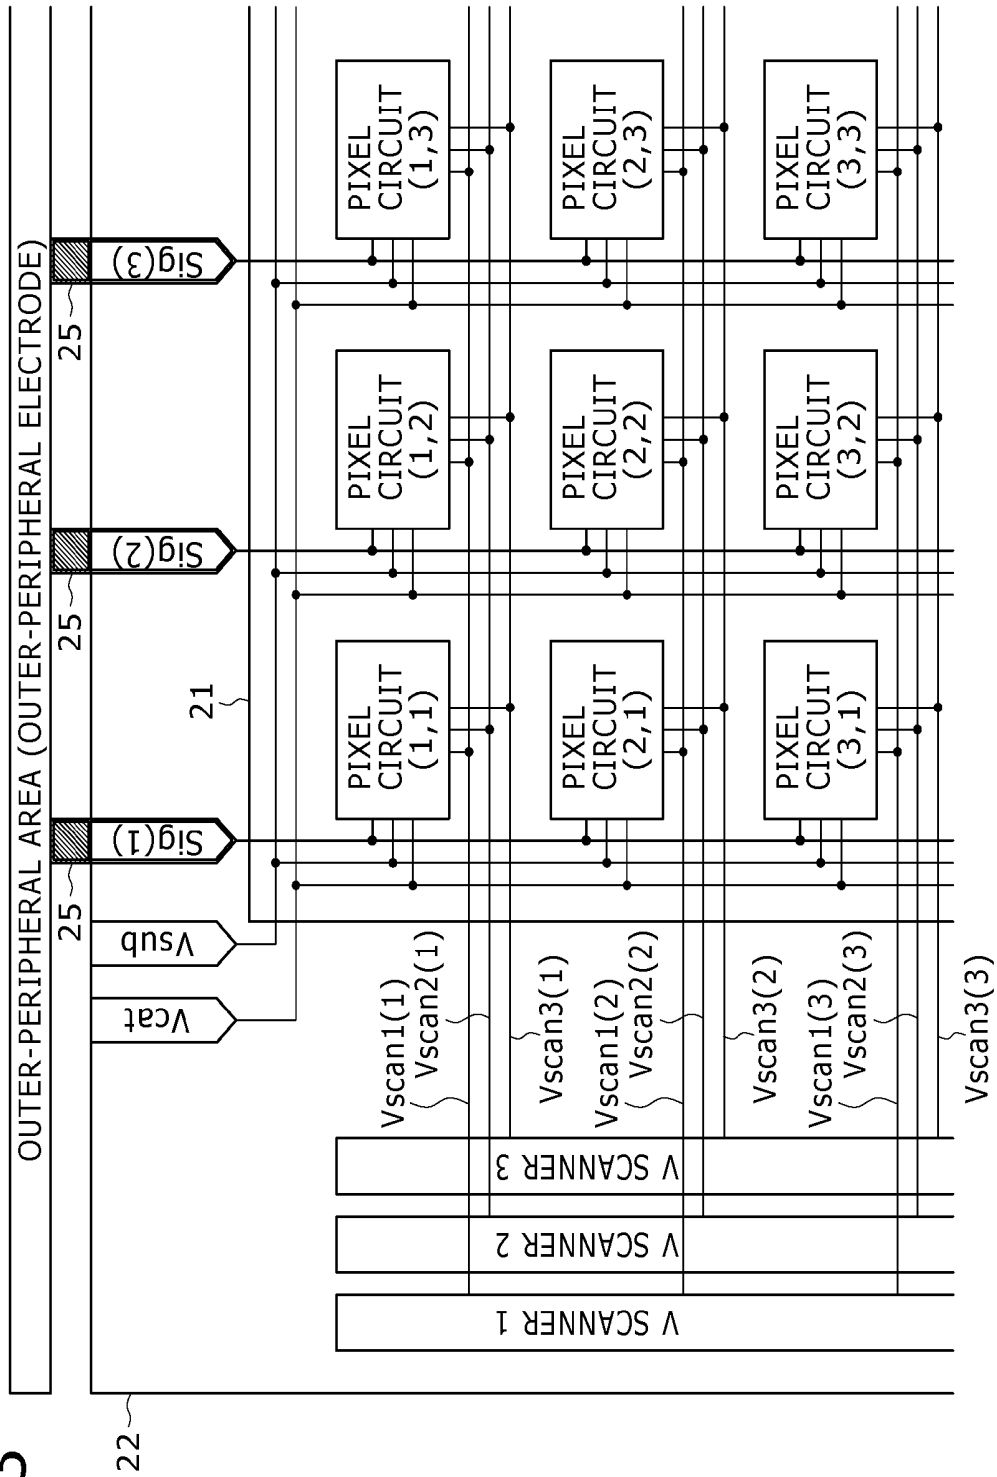 OUTER-PERIPHERAL AREA (OUTER-PERIPHERAL ELECTRODE)
22
25
25
25
Vcat
Vsub
Sig(1)
Sig(2)
Sig(3)
21
PIXEL
CIRCUIT
(1,1)
PIXEL
CIRCUIT
(1,2)
PIXEL
CIRCUIT
(1,3)
Vscan1(1)
Vscan2(1)
Vscan3(1)
PIXEL
CIRCUIT
(2,1)
PIXEL
CIRCUIT
(2,2)
PIXEL
CIRCUIT
(2,3)
Vscan1(2)
Vscan2(2)
Vscan3(2)
PIXEL
CIRCUIT
(3,1)
PIXEL
CIRCUIT
(3,2)
PIXEL
CIRCUIT
(3,3)
Vscan1(3)
Vscan2(3)
Vscan3(3)
V SCANNER 1
V SCANNER 2
V SCANNER 3